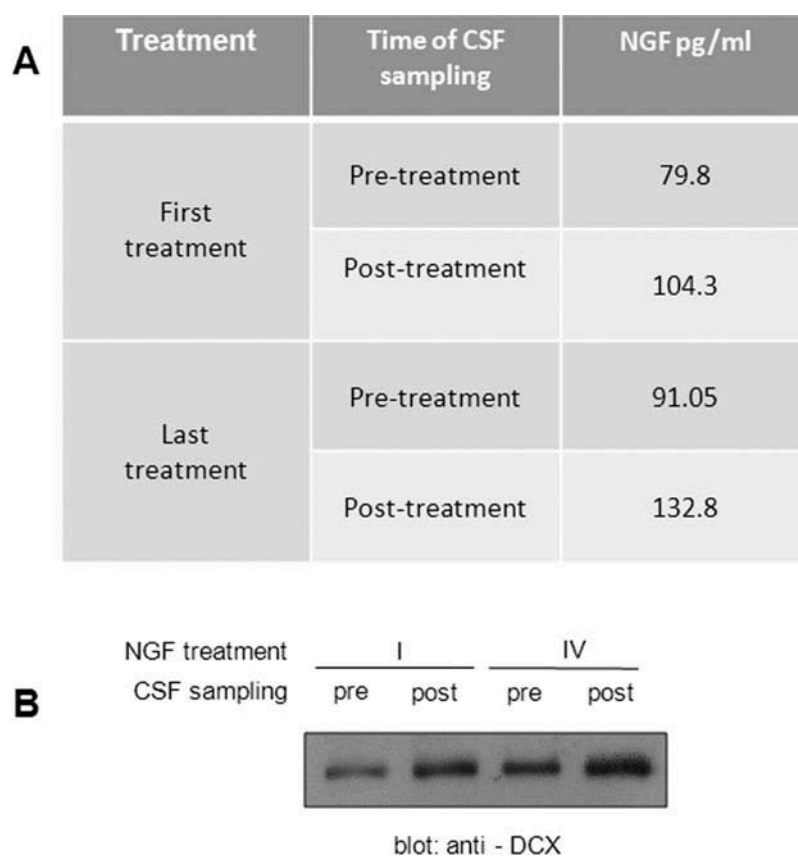 A
Treatment
Time of CSF
sampling
NGF pg/ml
First
treatment
Pre-treatment
79.8
Post-treatment
104.3
Last
treatment
Pre-treatment
91.05
Post-treatment
132.8
B
NGF treatment I IV
CSF sampling pre post pre post
blot: anti - DCX